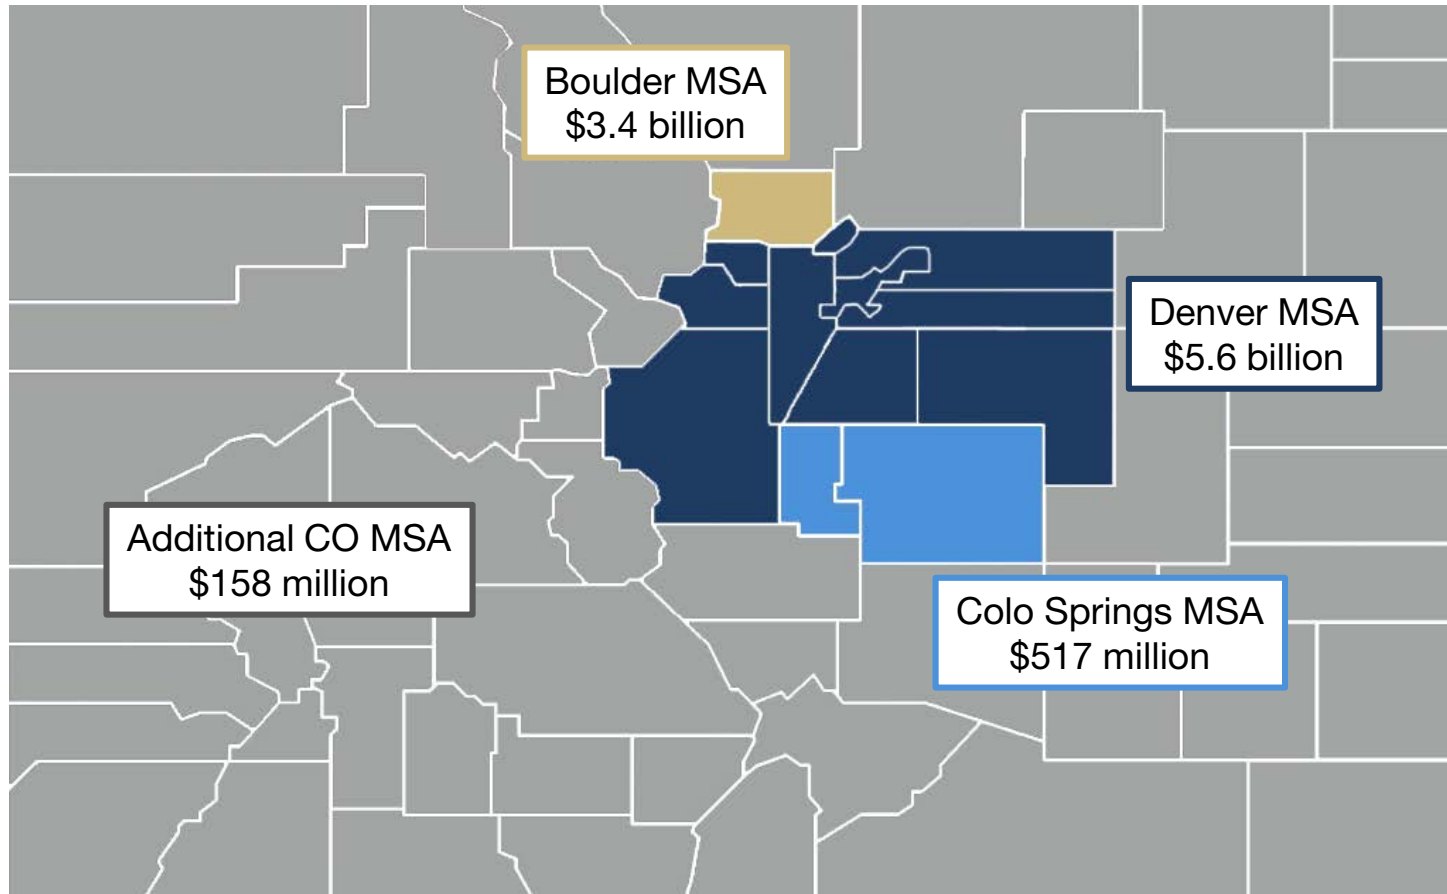 Boulder MSA
$3.4 billion
Denver MSA
$5.6 billion
Additional CO MSA
$158 million
Colo Springs MSA
$517 million